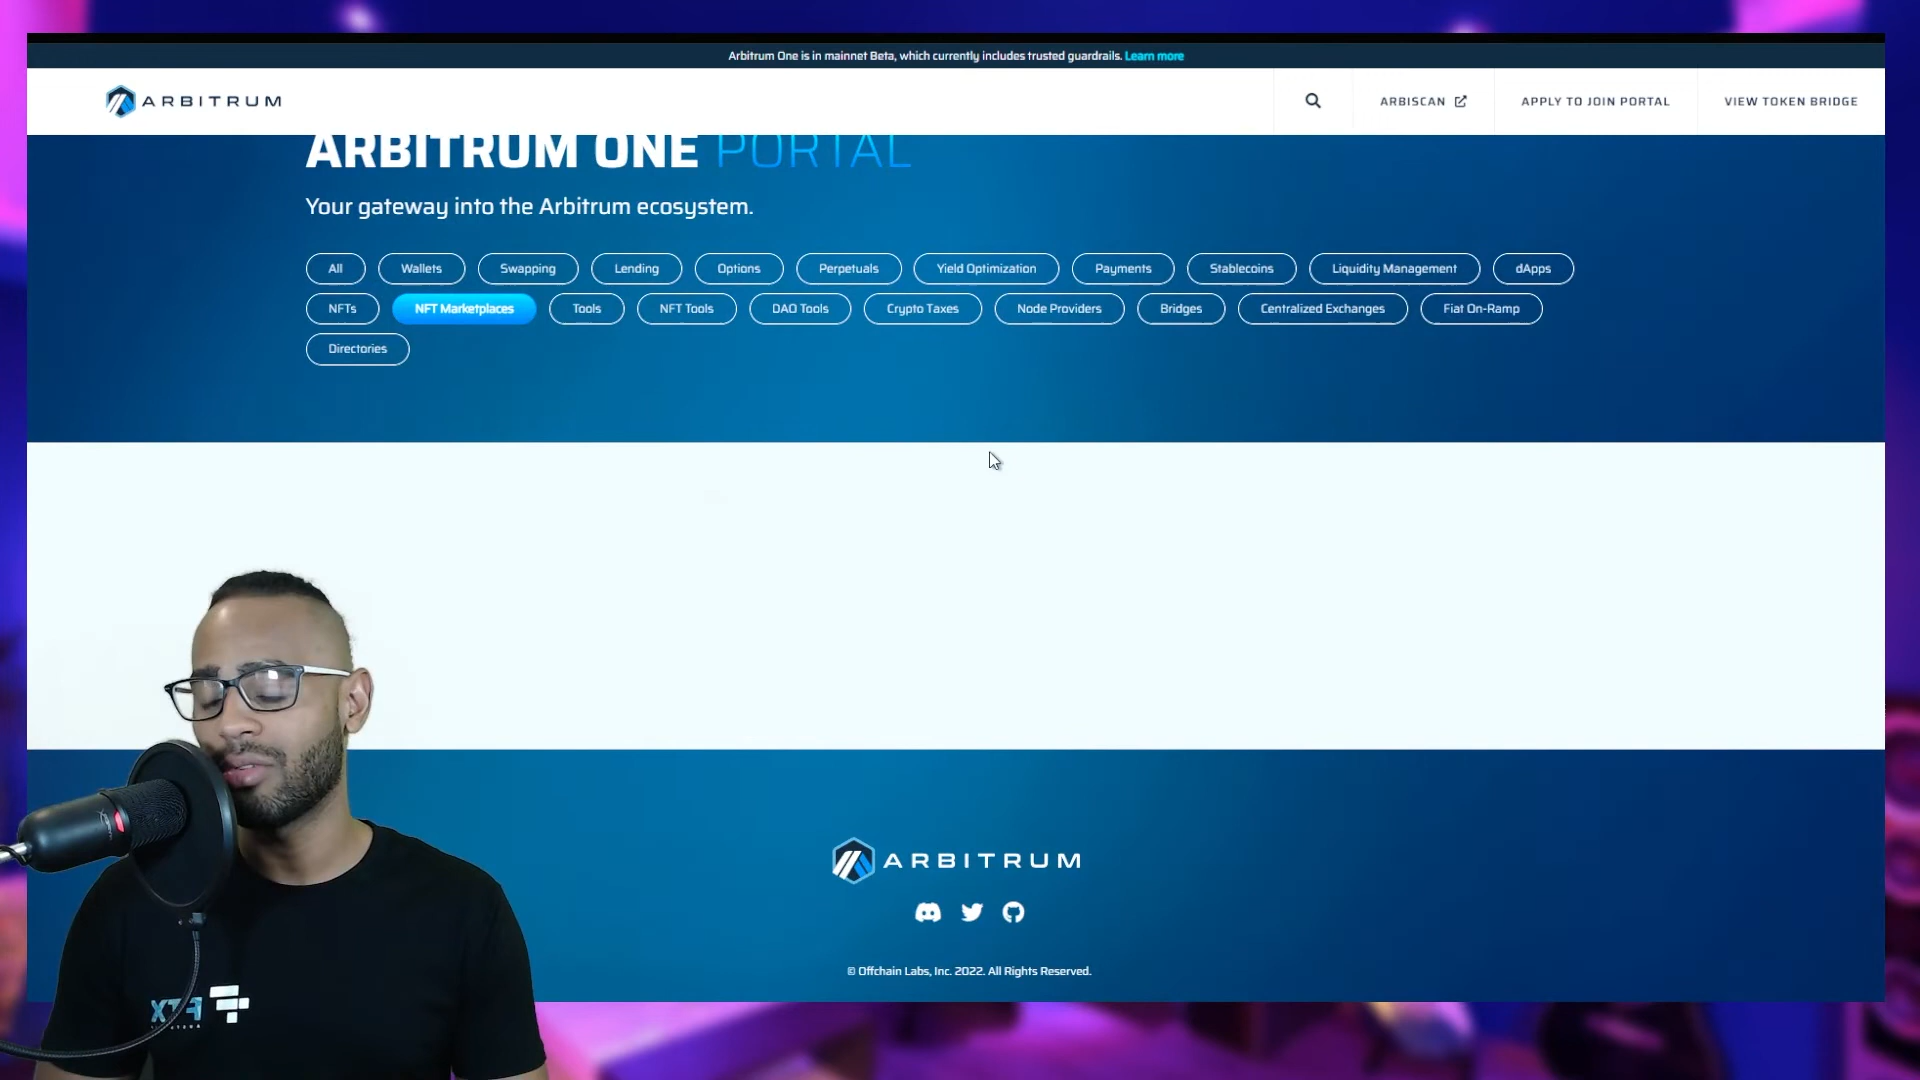 Arbitrum One is in mainnet Beta, which currently includes trusted guardrails. Learn more
ARBITRUM
ARBISCAN
APPLY TO JOIN PORTAL
VIEW TOKEN BRIDGE
ARBITRUM ONE PORTAL
Your gateway into the Arbitrum ecosystem.
All
Wallets
Swapping
Lending
Options
Perpetuals
Yield Optimization
Payments
Stablecoins
Liquidity Management
dApps
NFTs
NFT Marketplaces
Tools
NFT Tools
DAO Tools
Crypto Taxes
Node Providers
Bridges
Centralized Exchanges
Fiat On-Ramp
Directories
ARBITRUM
© Offchain Labs, Inc. 2022. All Rights Reserved.
FTX